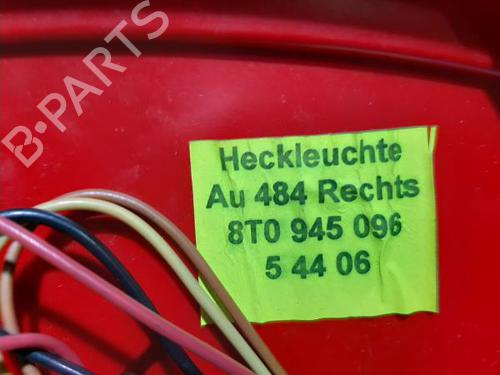 B-PARTS
Heckleuchte
Au 484 Rechts
8T0 945 096
5 44 06